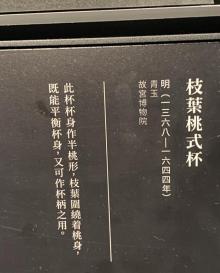 枝葉桃式杯
明（一三六八—一六四四年）
青玉
故宮博物院
此杯杯身作半桃形，枝葉圍繞着桃身，
既能平衡杯身，又可作杯柄之用。